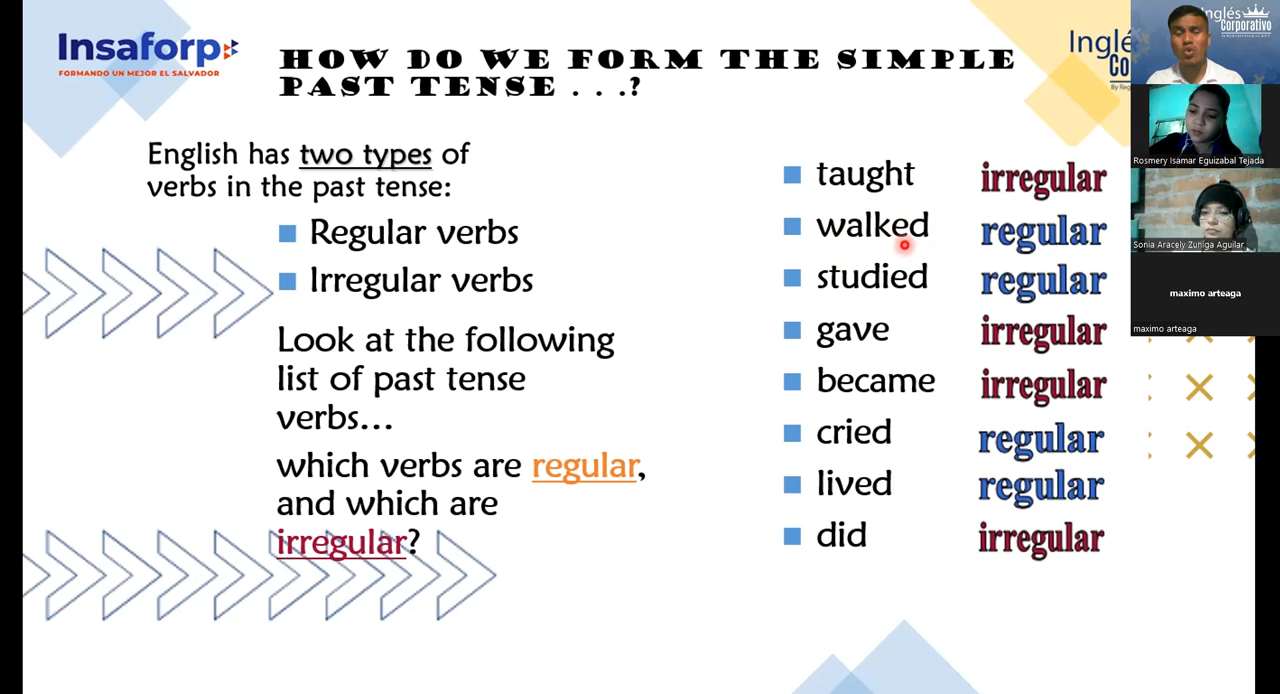 Insaforp
FORMANDO UN MEJOR EL SALVADOR
HOW DO WE FORM THE SIMPLE
PAST TENSE . . .?
English has two types of
verbs in the past tense:
Regular verbs
Irregular verbs
Look at the following
list of past tense
verbs...
which verbs are regular,
and which are
irregular?
taught irregular
walked regular
studied regular
gave irregular
became irregular
cried regular
lived regular
did irregular
Inglés
Corporativo
Rosmery Isamar Eguizabal Tejada
Sonia Aracely Zuniga Aguilar
maximo arteaga
maximo arteaga